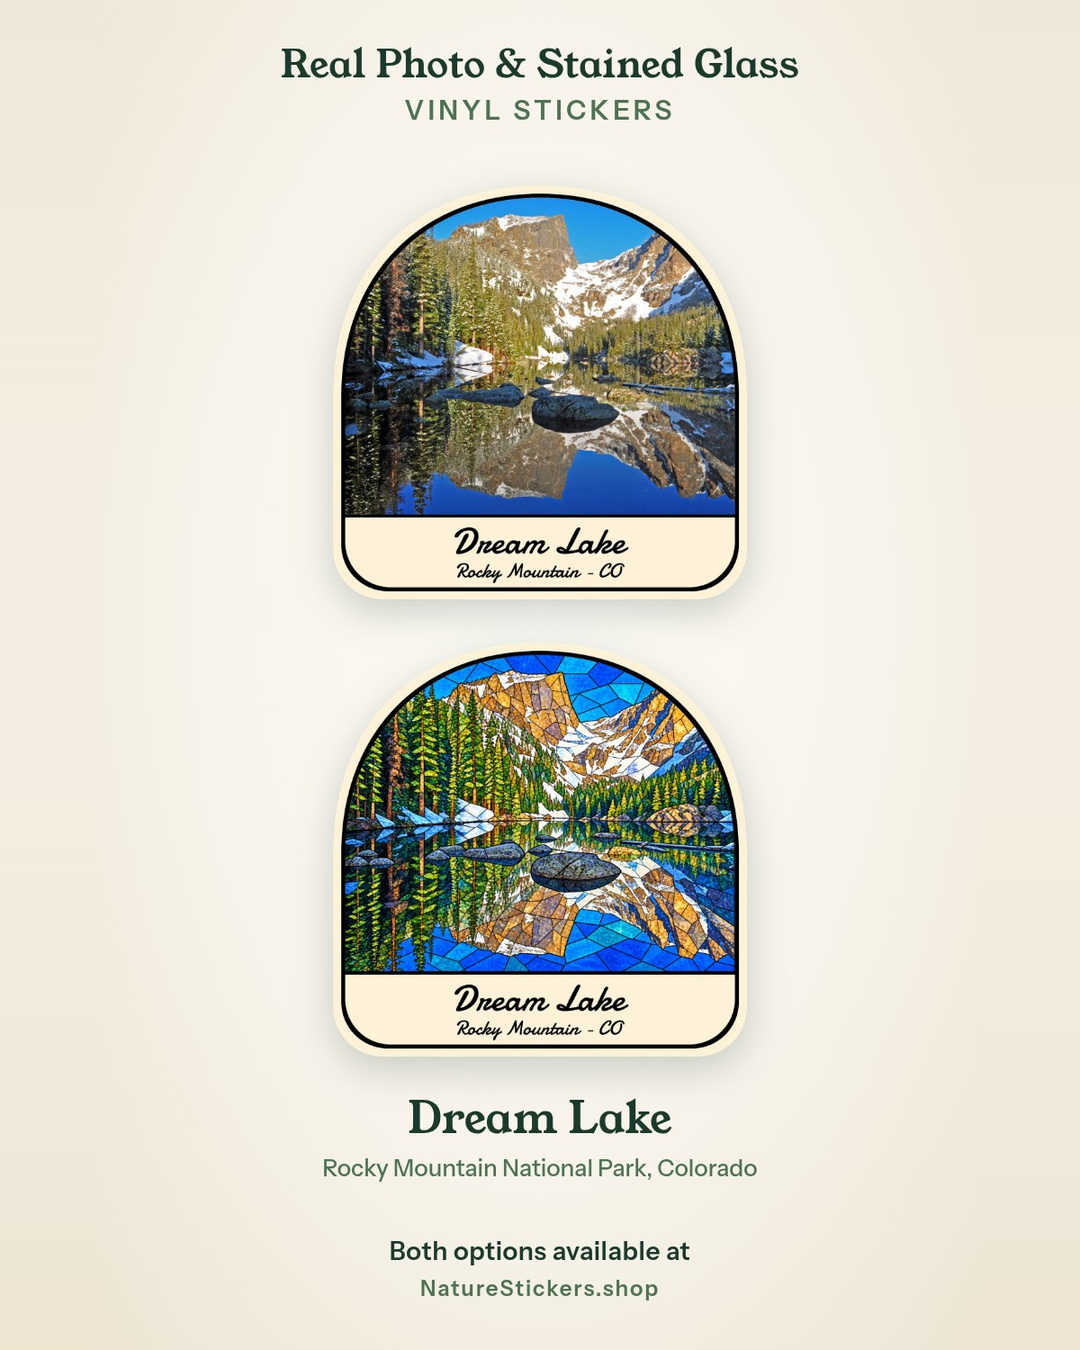 Real Photo & Stained Glass
VINYL STICKERS
Dream Lake
Rocky Mountain - CO
Dream Lake
Rocky Mountain - CO
Dream Lake
Rocky Mountain National Park, Colorado
Both options available at
NatureStickers.shop